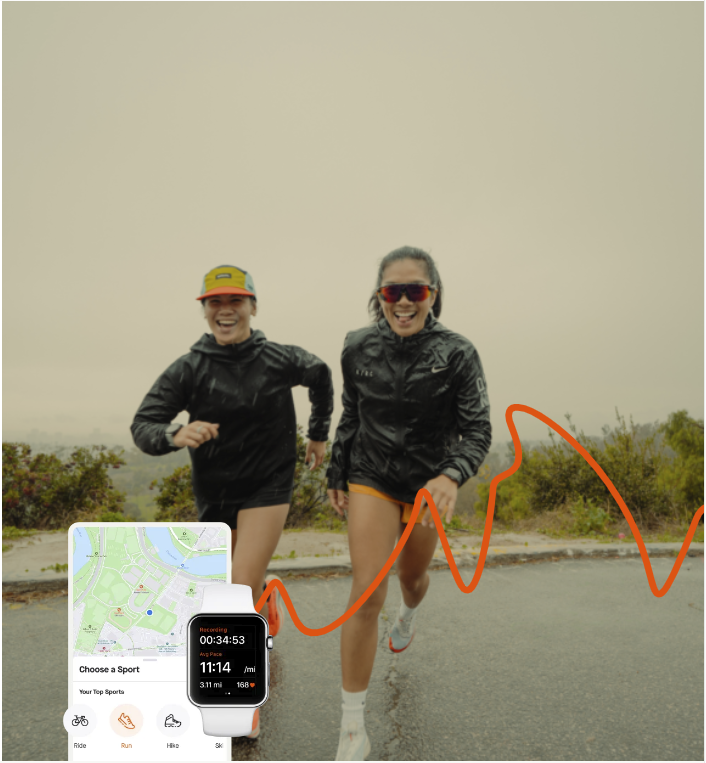 Recording
00:34:53
Avg Pace
11:14 /mi
3.11 mi 168
Choose a Sport
Your Top Sports
Ride Run Hike Ski